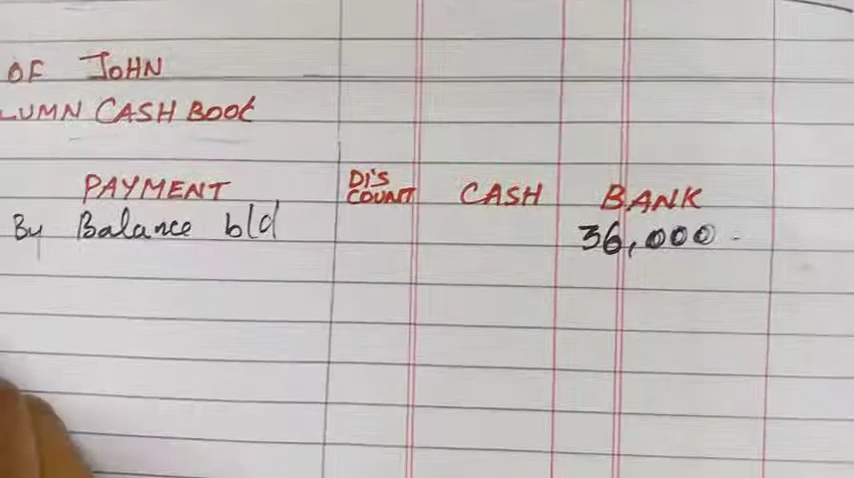 OF JOHN
LUMN CASH BOOK
PAYMENT DIS COUNT CASH BANK
By Balance b/d 36,000